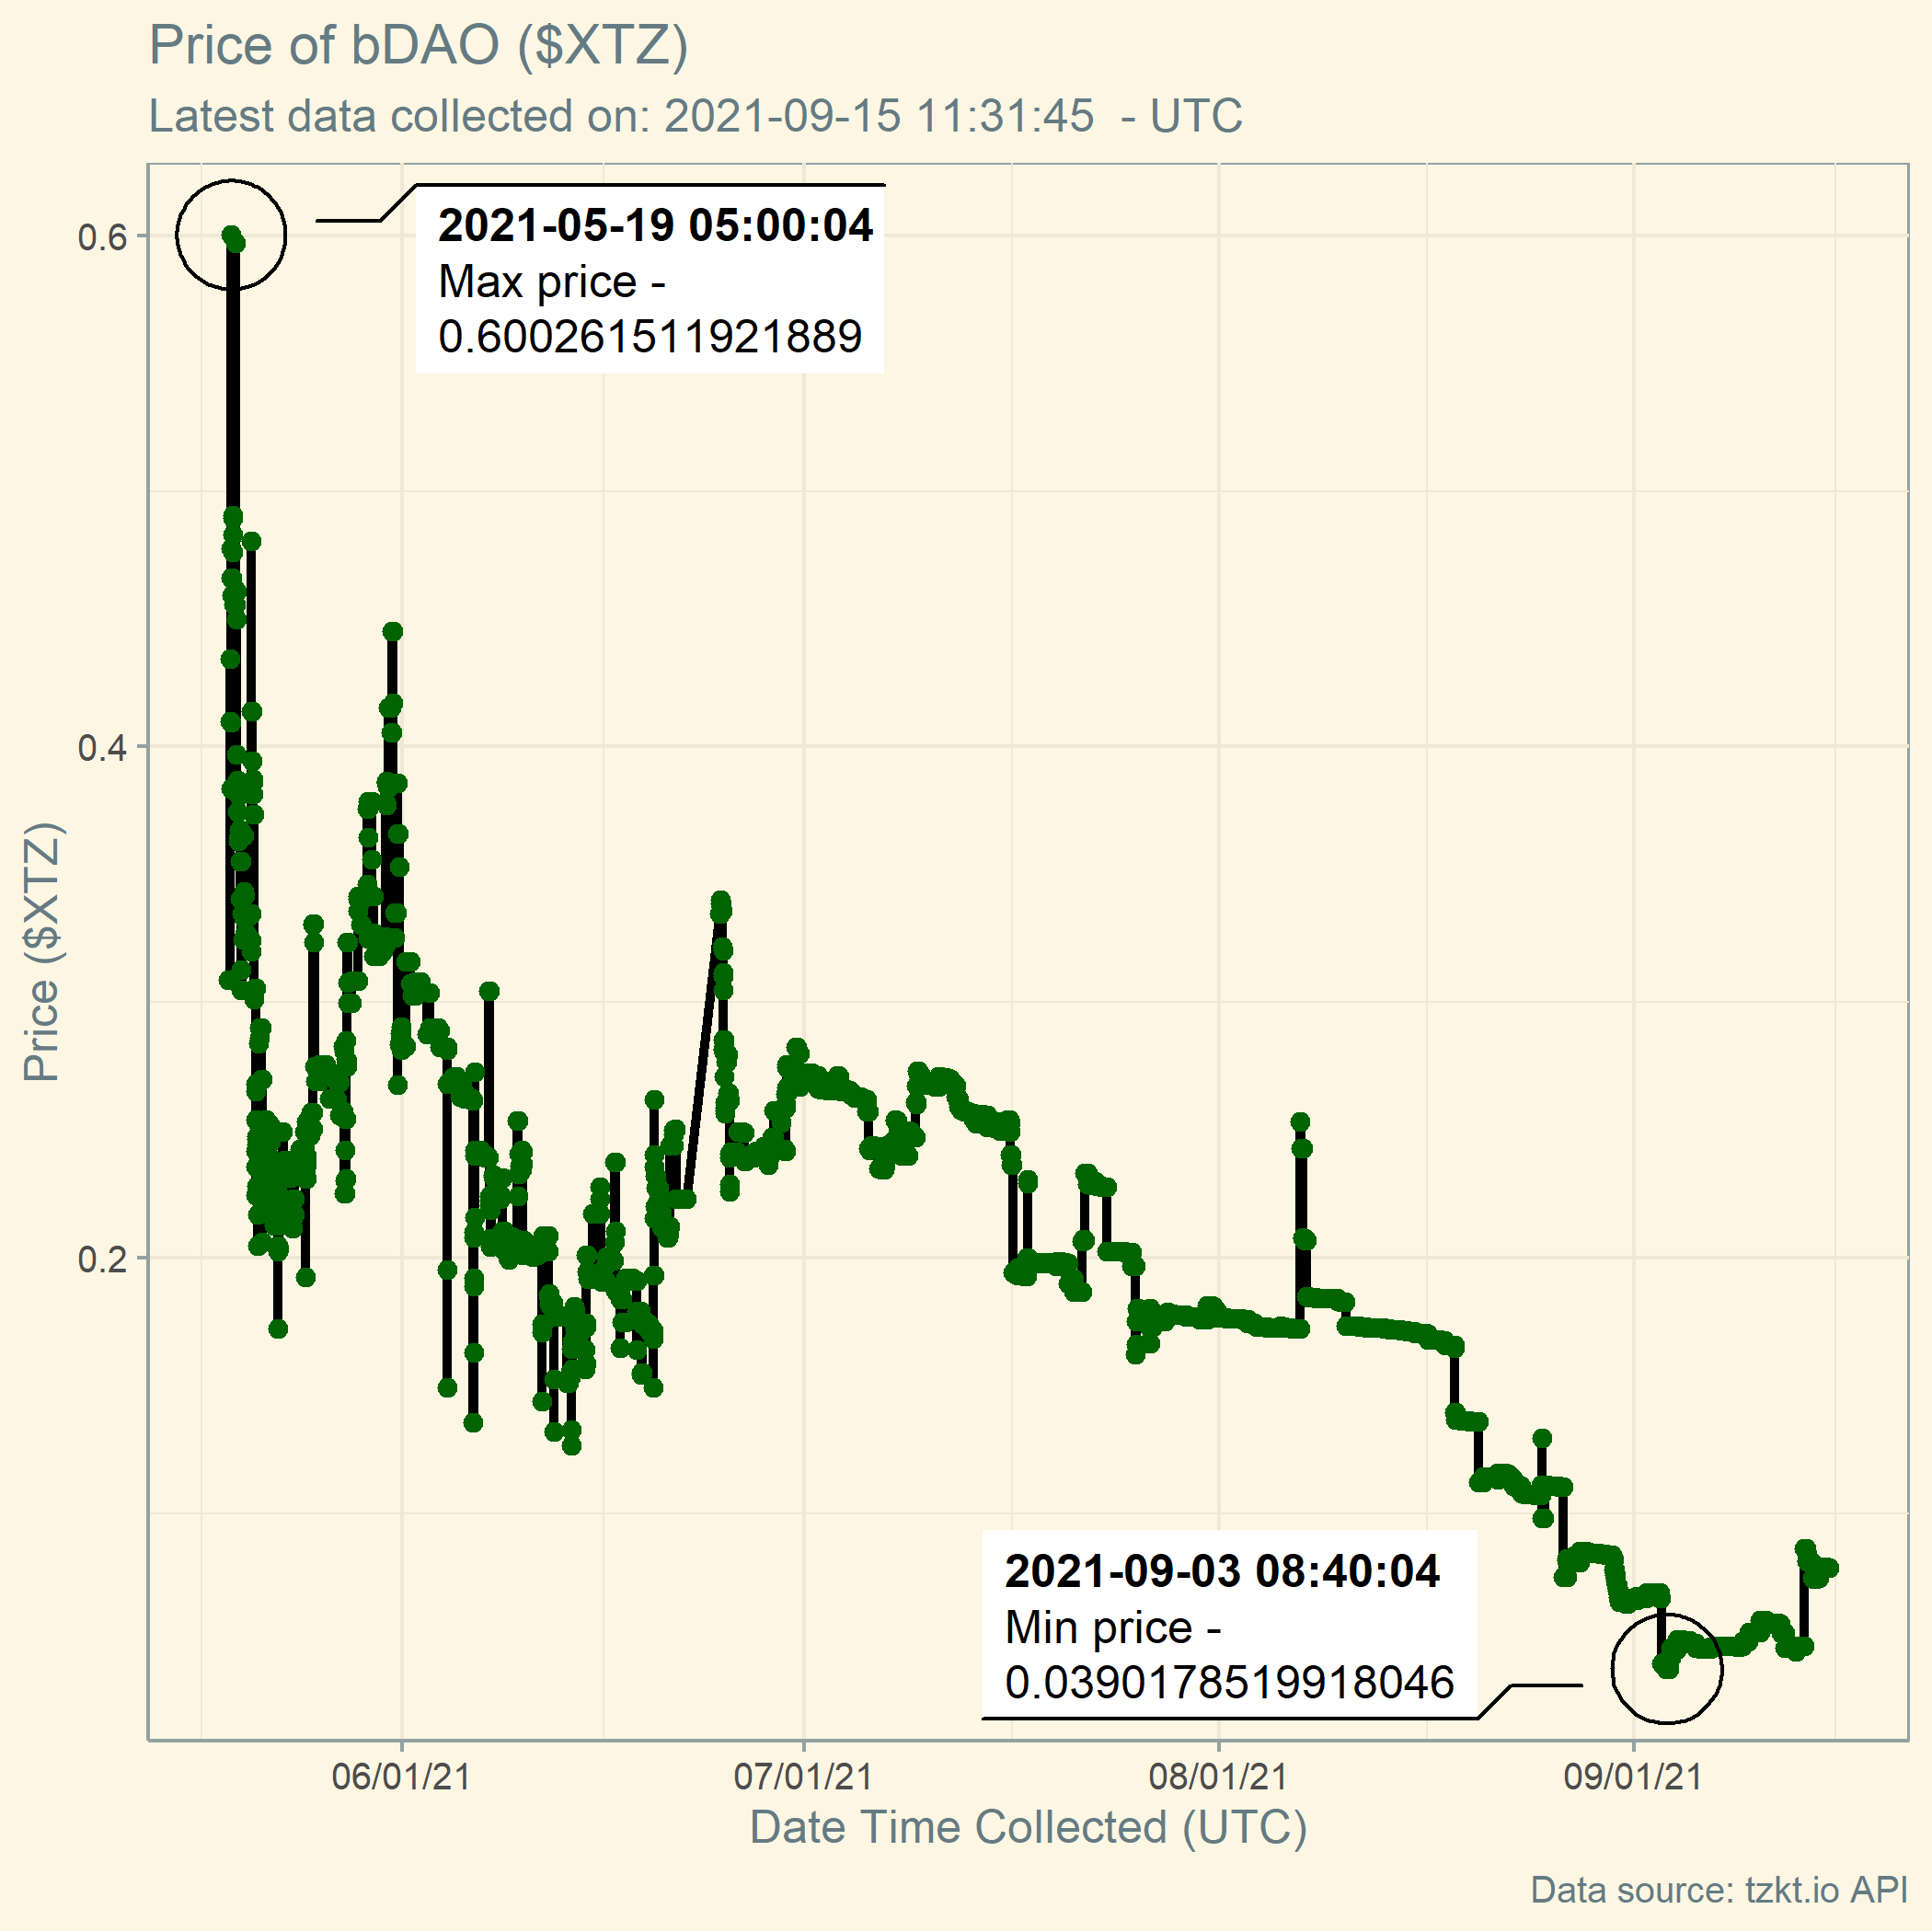 Price of bDAO ($XTZ)
Latest data collected on: 2021-09-15 11:31:45  - UTC
2021-05-19 05:00:04
Max price -
0.600261511921889
0.6
0.4
0.2
Price ($XTZ)
2021-09-03 08:40:04
Min price -
0.0390178519918046
06/01/21
07/01/21
08/01/21
09/01/21
Date Time Collected (UTC)
Data source: tzkt.io API